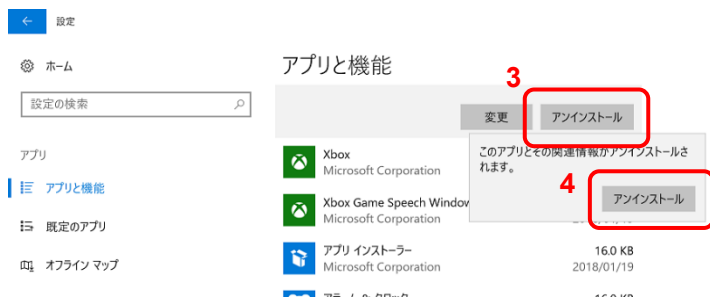 設定
ホーム
設定の検索
アプリ
アプリと機能
既定のアプリ
オフライン マップ
アプリと機能
3
変更
アンインストール
このアプリとその関連情報がアンインストールさ
れます。
4
アンインストール
Xbox
Microsoft Corporation
Xbox Game Speech Window
Microsoft Corporation
アプリ インストーラー
16.0 KB
Microsoft Corporation
2018/01/19